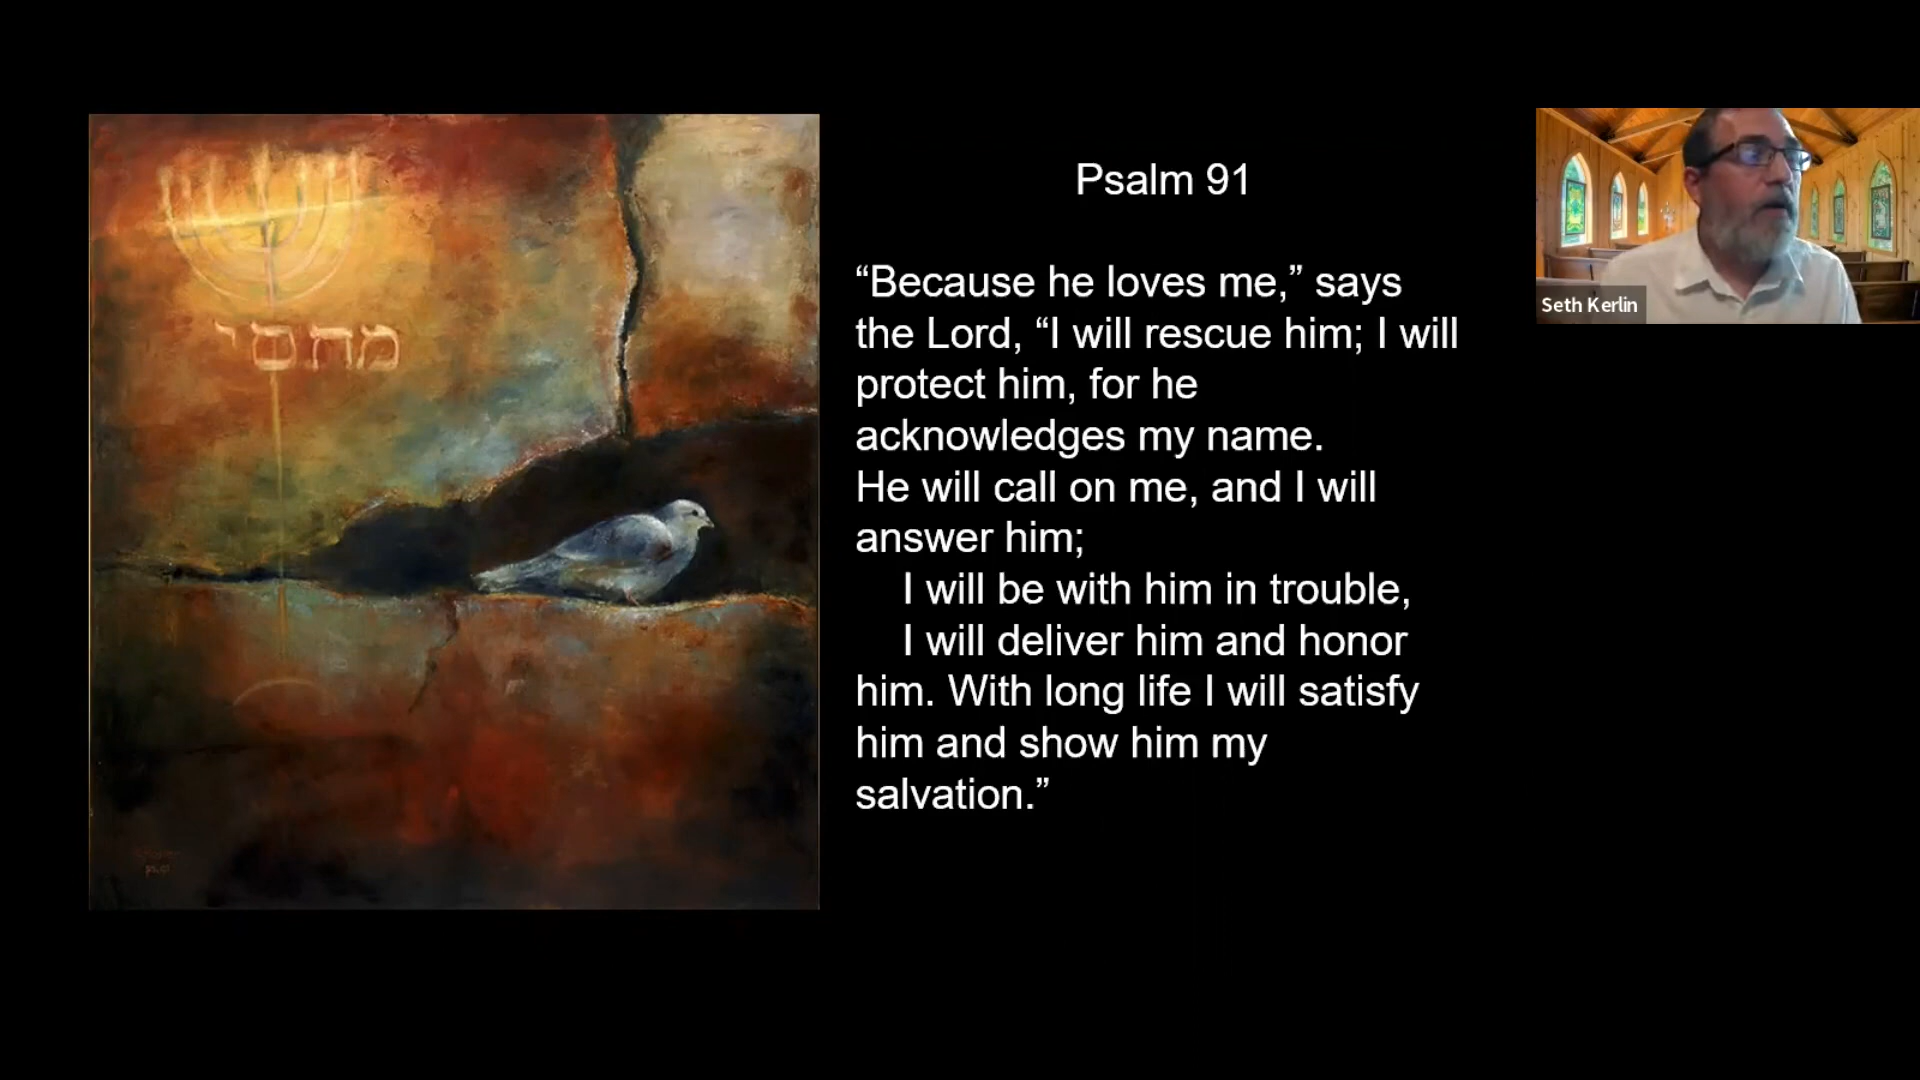 מחסי
Psalm 91
“Because he loves me,” says
the Lord, “I will rescue him; I will
protect him, for he
acknowledges my name.
He will call on me, and I will
answer him;
I will be with him in trouble,
I will deliver him and honor
him. With long life I will satisfy
him and show him my
salvation.”
Seth Kerlin